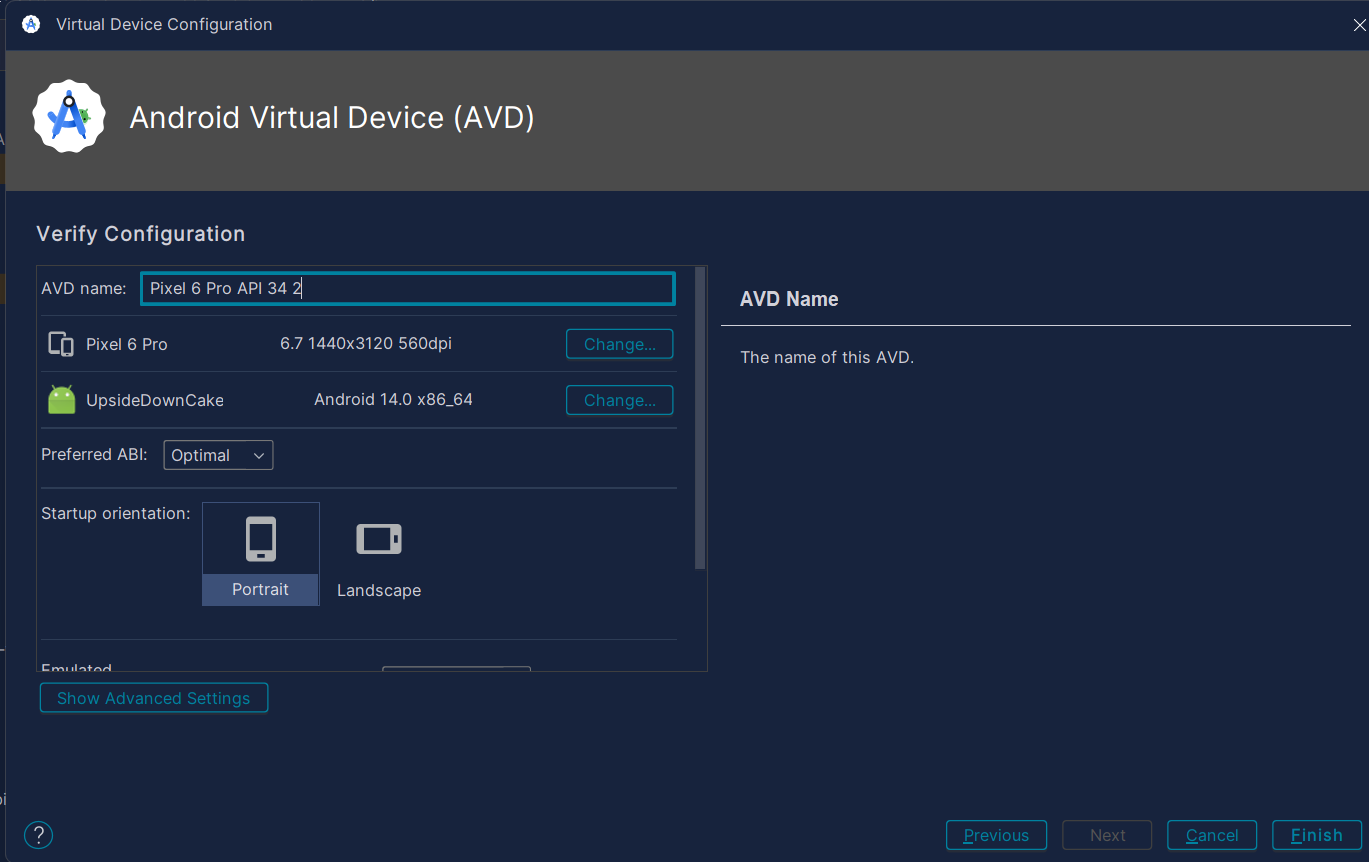 Virtual Device Configuration
Android Virtual Device (AVD)
Verify Configuration
AVD name: Pixel 6 Pro API 34 2
Pixel 6 Pro 6.7 1440x3120 560dpi Change...
UpsideDownCake Android 14.0 x86_64 Change...
Preferred ABI: Optimal
Startup orientation:
Portrait
Landscape
Emulated
Show Advanced Settings
AVD Name
The name of this AVD.
?
Previous Next Cancel Finish